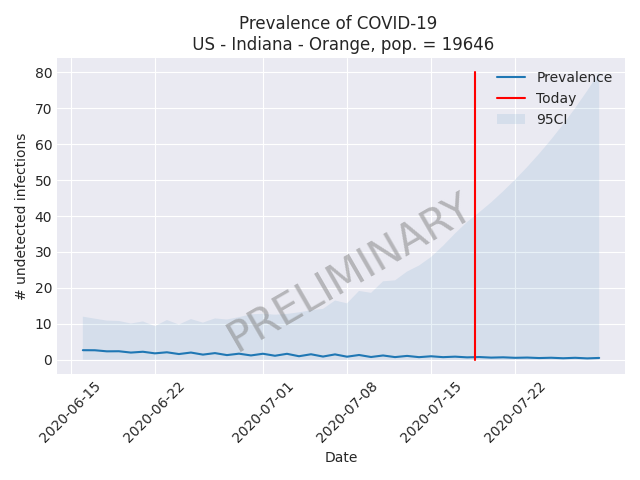 Prevalence of COVID-19
US - Indiana - Orange, pop. = 19646
80
70
60
50
40
30
20
10
0
# undetected infections
Prevalence
Today
95CI
PRELIMINARY
2020-06-15
2020-06-22
2020-07-01
2020-07-08
2020-07-15
2020-07-22
Date